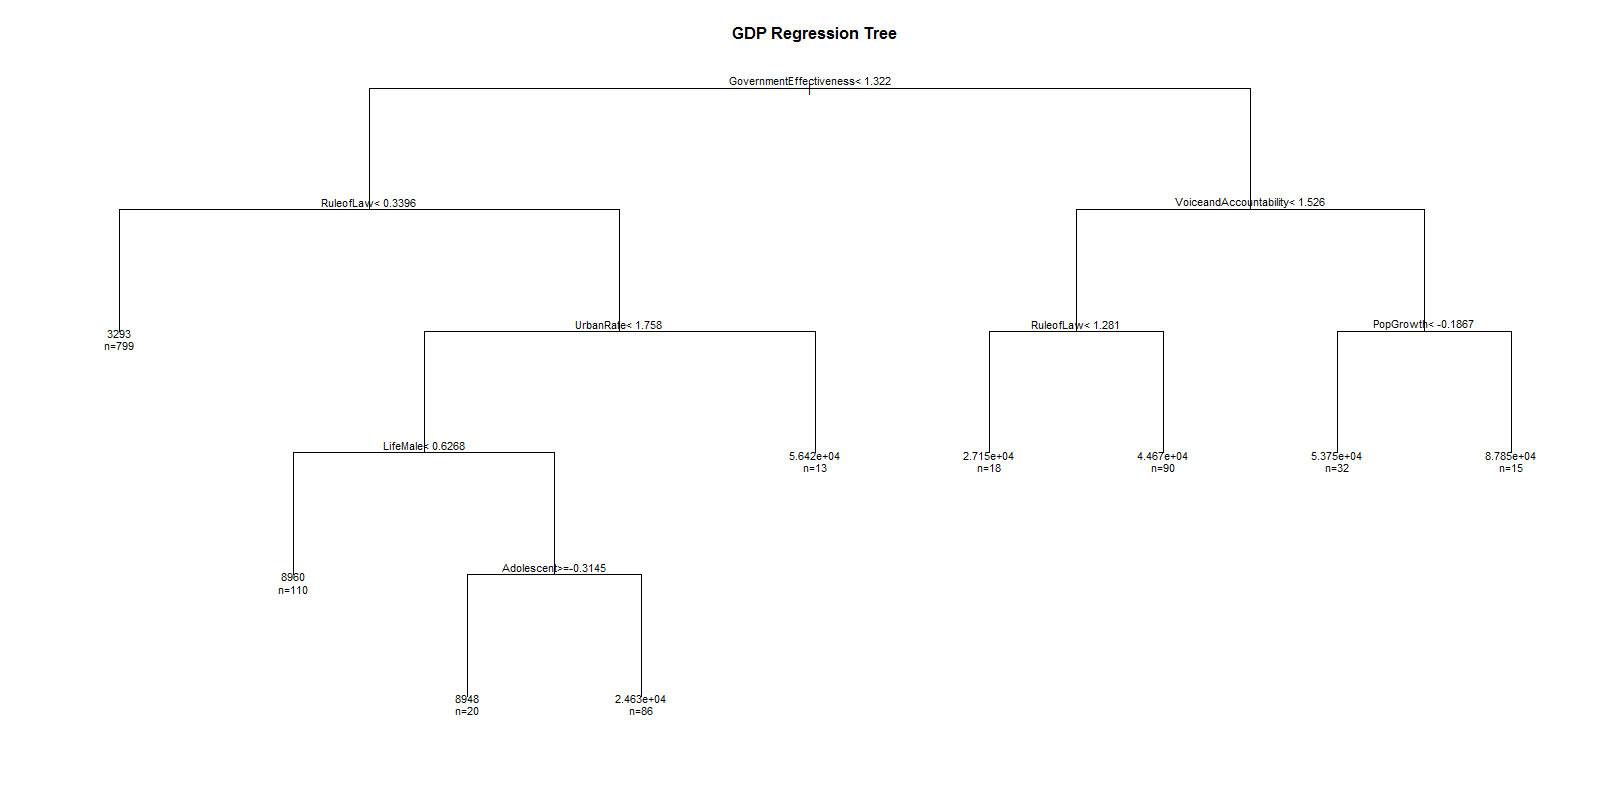 GDP Regression Tree
GovernmentEffectiveness< 1.322
RuleofLaw< 0.3396
VoiceandAccountability< 1.526
3293
n=799
UrbanRate< 1.758
RuleofLaw< 1.281
PopGrowth< -0.1867
LifeMale< 0.6268
5.642e+04
n=13
2.715e+04
n=18
4.467e+04
n=90
5.375e+04
n=32
8.785e+04
n=15
8960
n=110
Adolescent>=-0.3145
8948
n=20
2.463e+04
n=86